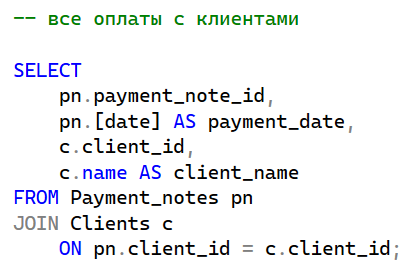 -- все оплаты с клиентами

SELECT
    pn.payment_note_id,
    pn.[date] AS payment_date,
    c.client_id,
    c.name AS client_name
FROM Payment_notes pn
JOIN Clients c
    ON pn.client_id = c.client_id;